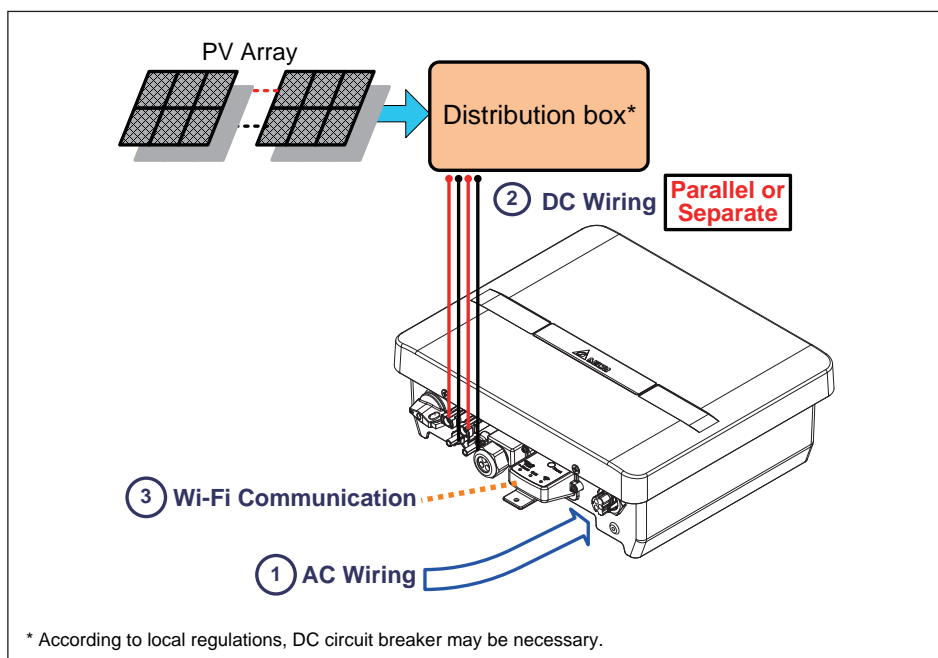 PV Array
Distribution box*
2 DC Wiring
Parallel or
Separate
3 Wi-Fi Communication
1 AC Wiring
* According to local regulations, DC circuit breaker may be necessary.